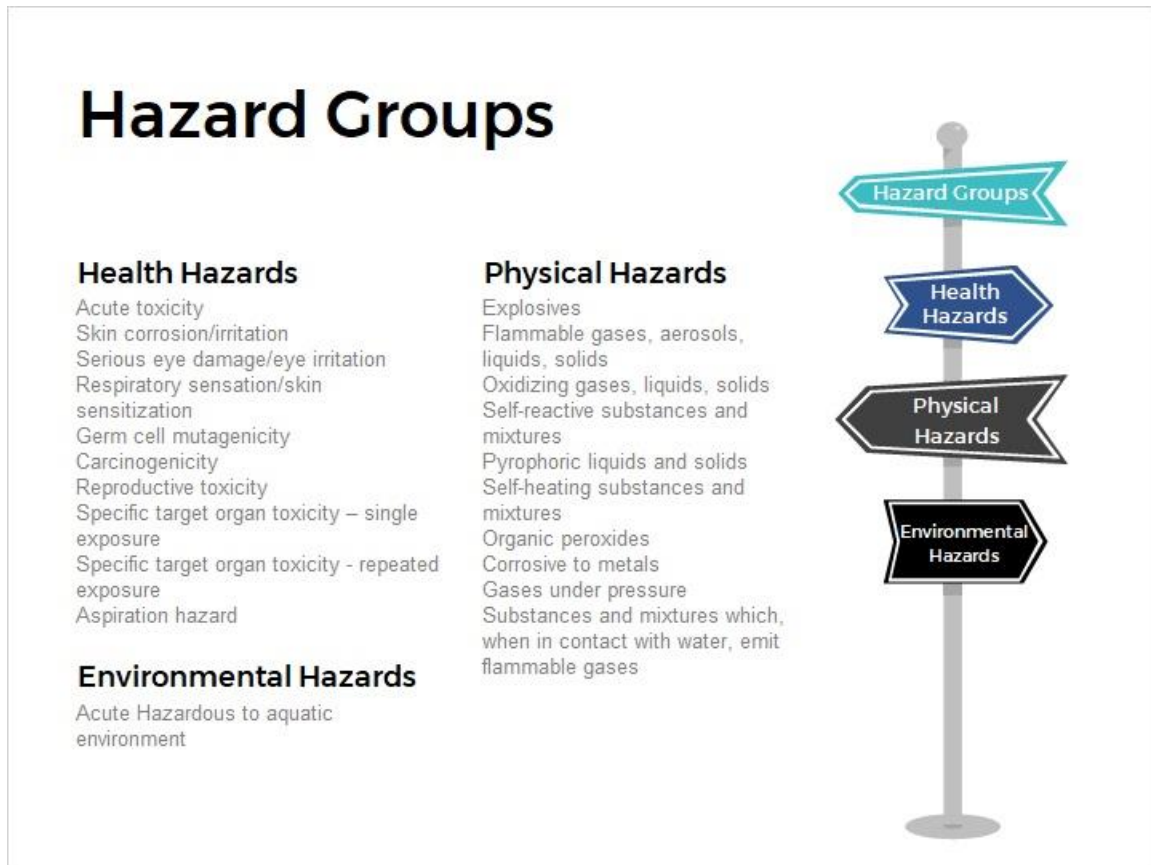 Hazard Groups
Health Hazards
Acute toxicity
Skin corrosion/irritation
Serious eye damage/eye irritation
Respiratory sensation/skin
sensitization
Germ cell mutagenicity
Carcinogenicity
Reproductive toxicity
Specific target organ toxicity – single
exposure
Specific target organ toxicity - repeated
exposure
Aspiration hazard
Environmental Hazards
Acute Hazardous to aquatic
environment
Physical Hazards
Explosives
Flammable gases, aerosols,
liquids, solids
Oxidizing gases, liquids, solids
Self-reactive substances and
mixtures
Pyrophoric liquids and solids
Self-heating substances and
mixtures
Organic peroxides
Corrosive to metals
Gases under pressure
Substances and mixtures which,
when in contact with water, emit
flammable gases
Hazard Groups
Health
Hazards
Physical
Hazards
Environmental
Hazards